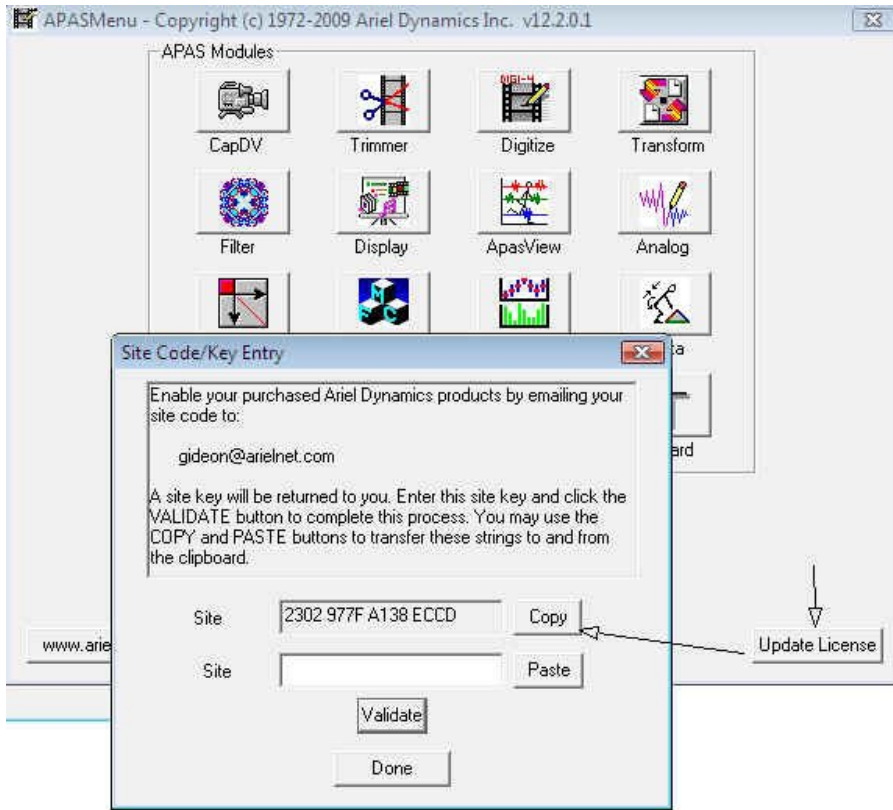 APASMenu - Copyright (c) 1972-2009 Ariel Dynamics Inc. v12.2.0.1
APAS Modules
DIGI-4
CapDV Trimmer Digitize Transform
Filter Display ApasView Analog
M
F C
Site Code/Key Entry
Enable your purchased Ariel Dynamics products by emailing your
site code to:
gideon@arielnet.com
A site key will be returned to you. Enter this site key and click the
VALIDATE button to complete this process. You may use the
COPY and PASTE buttons to transfer these strings to and from
the clipboard.
Site 2302 977F A138 ECCD Copy
www.arie Update License
Site Paste
Validate
Done